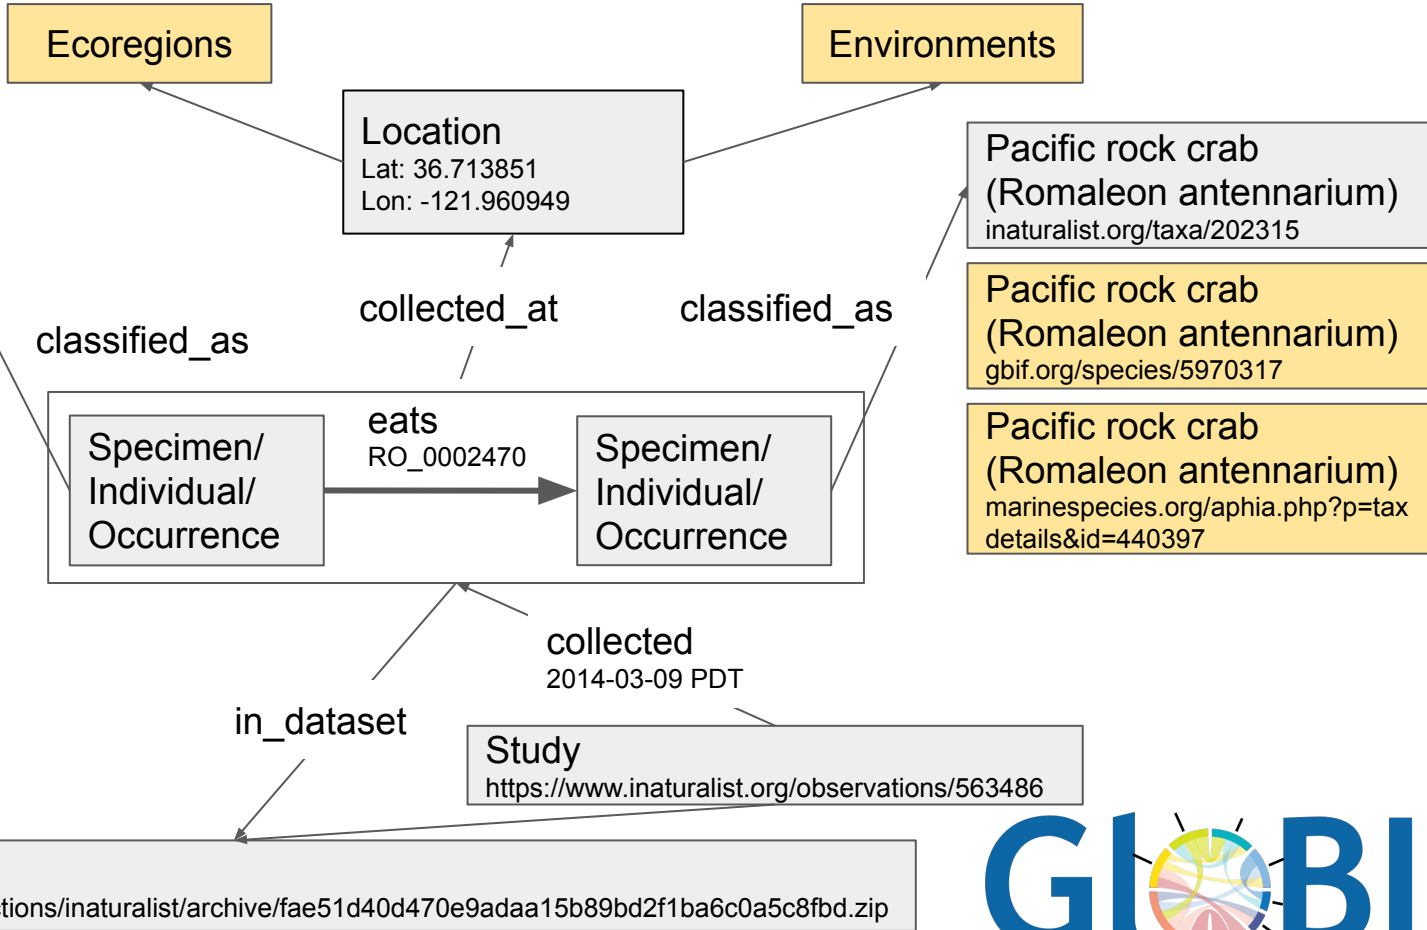 Ecoregions
Environments
Location
Lat: 36.713851
Lon: -121.960949
Pacific rock crab
(Romaleon antennarium)
inaturalist.org/taxa/202315
Pacific rock crab
(Romaleon antennarium)
gbif.org/species/5970317
Pacific rock crab
(Romaleon antennarium)
marinespecies.org/aphia.php?p=tax
details&id=440397
classified_as
collected_at
classified_as
eats
RO_0002470
Specimen/
Individual/
Occurrence
Specimen/
Individual/
Occurrence
collected
2014-03-09 PDT
in_dataset
Study
https://www.inaturalist.org/observations/563486
ctions/inaturalist/archive/fae51d40d470e9adaa15b89bd2f1ba6c0a5c8fbd.zip
GloBI